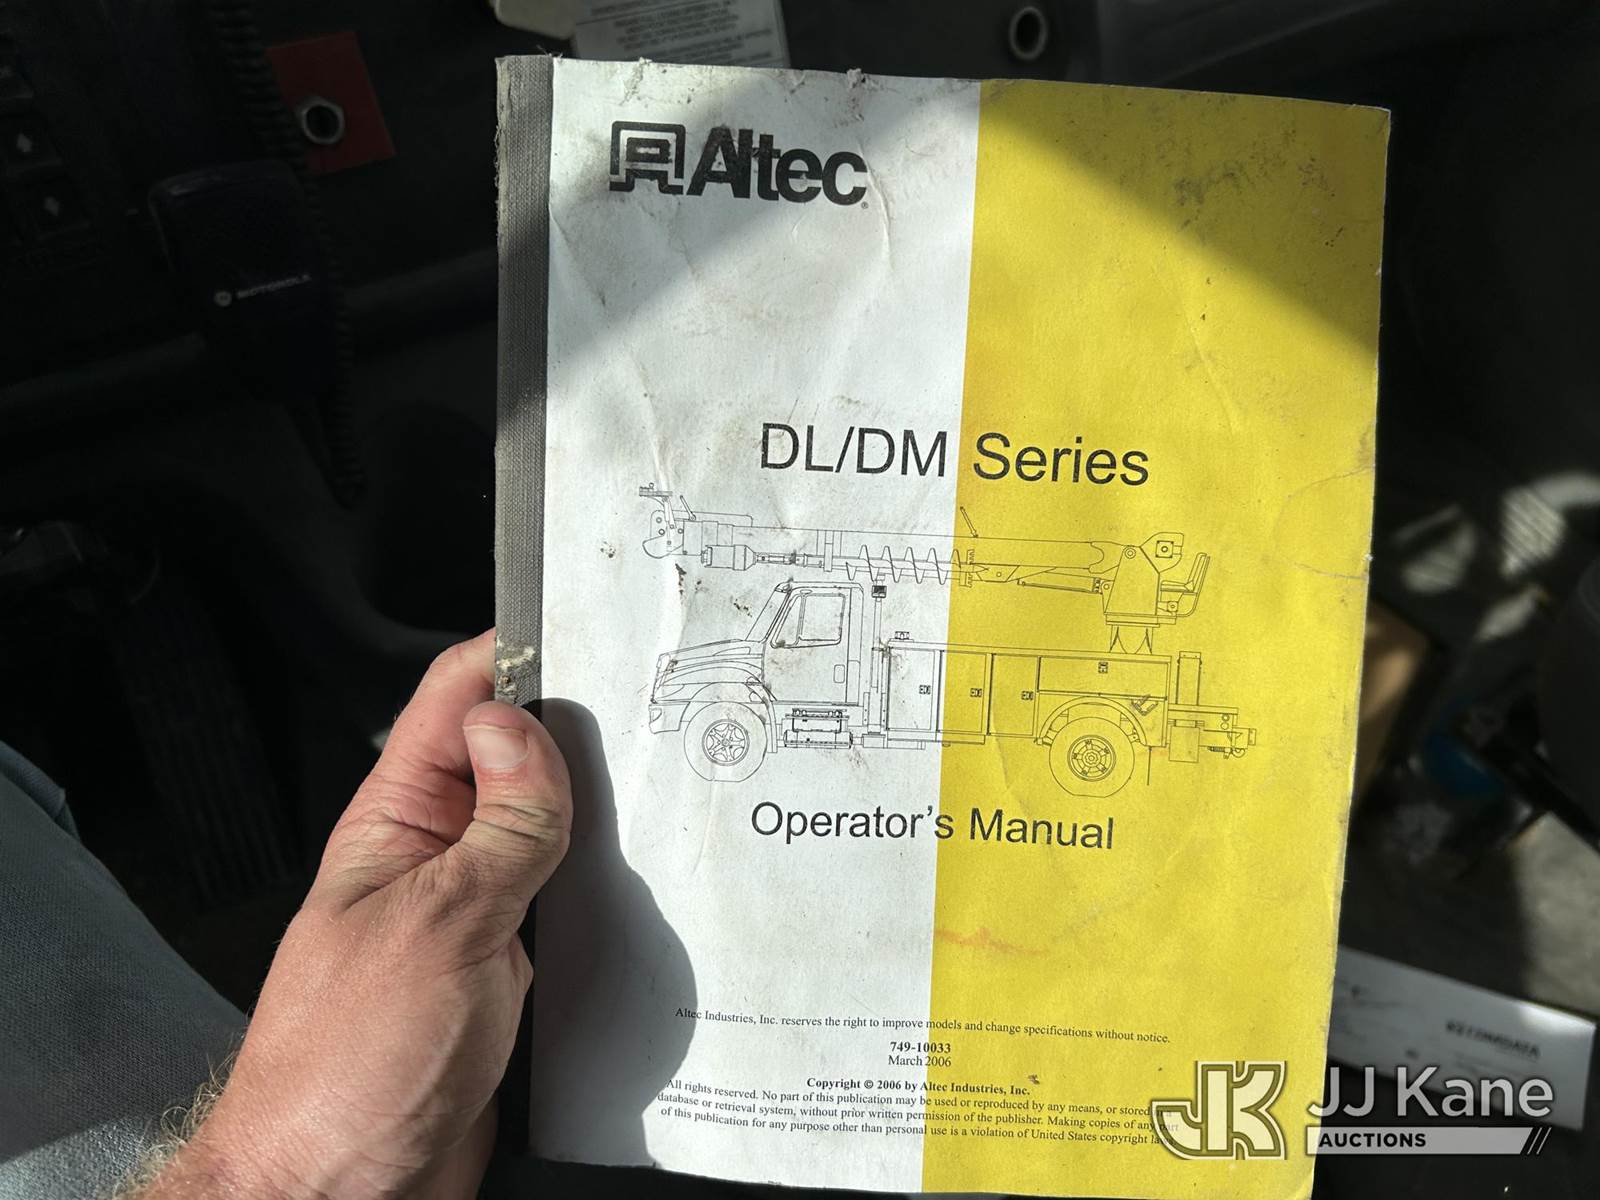 Altec®
MOTOROLA
DL/DM Series
Operator's Manual
Altec Industries, Inc. reserves the right to improve models and change specifications without notice.
749-10033
March 2006
Copyright © 2006 by Altec Industries, Inc.
All rights reserved. No part of this publication may be used or reproduced by any means, or stored
database or retrieval system, without prior written permission of the publisher. Making copies of any part
of this publication for any purpose other than personal use is a violation of United States copyright
JK JJ Kane
AUCTIONS